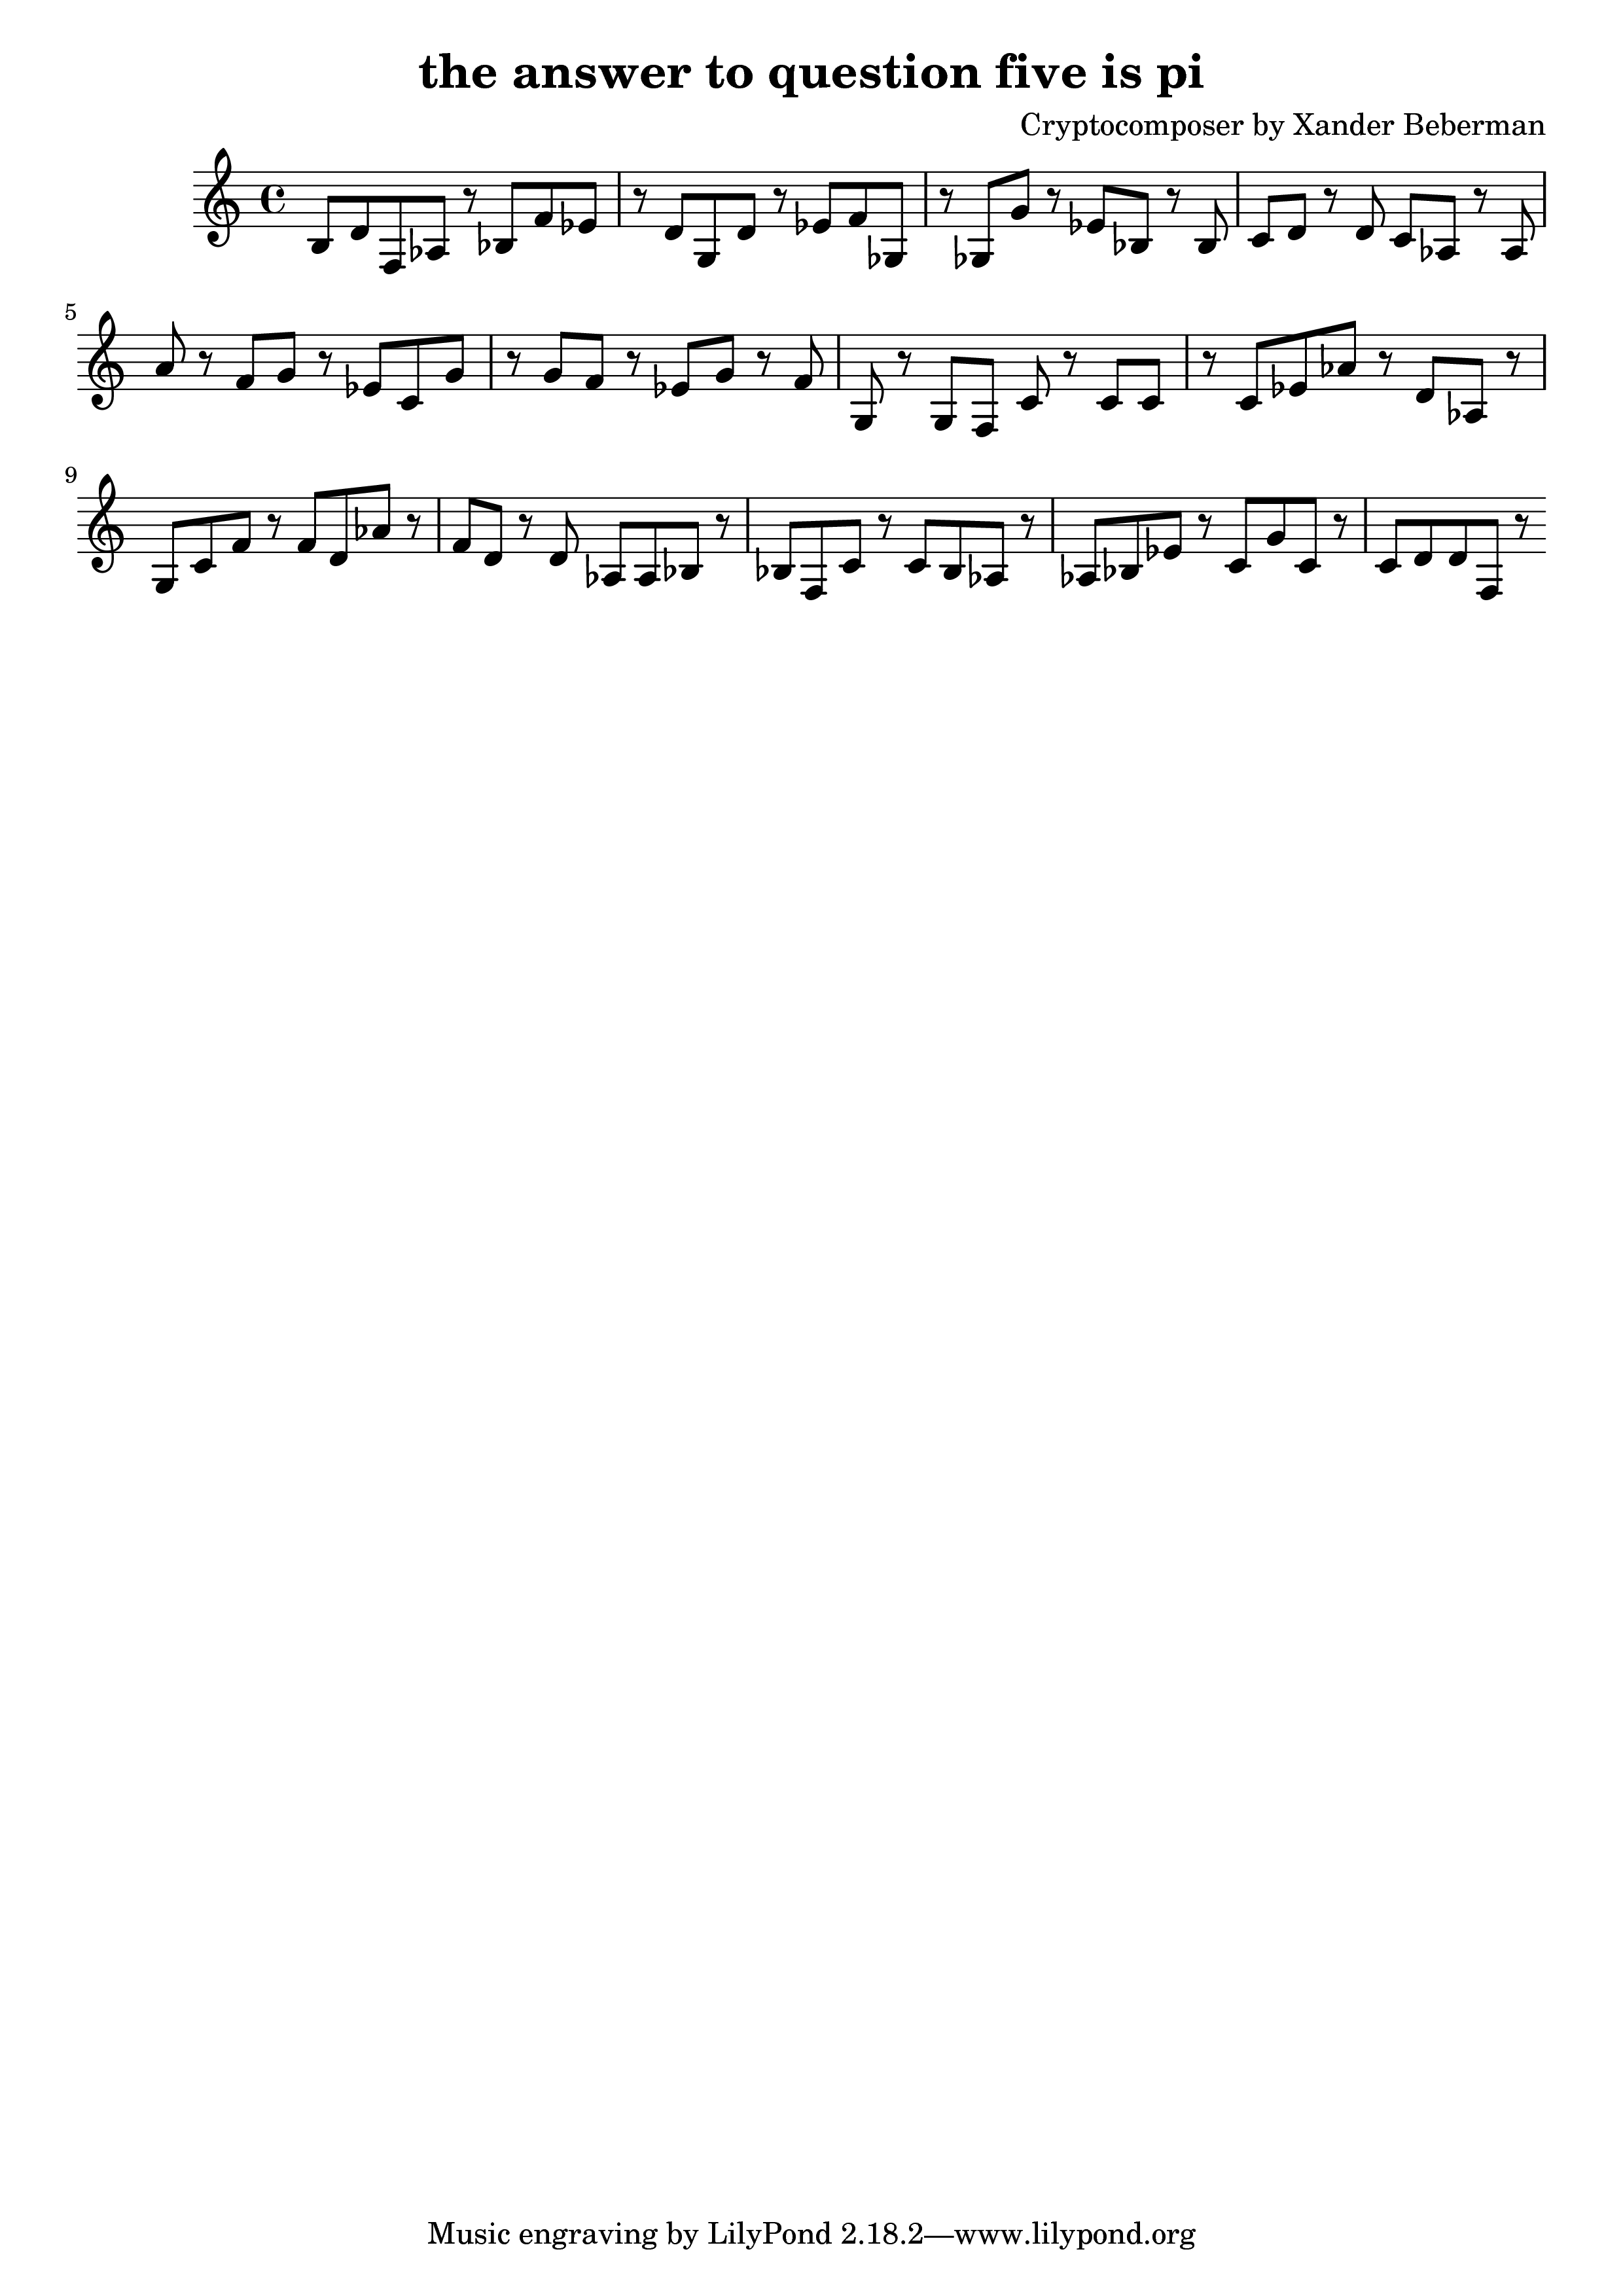 the answer to question five is pi
Cryptocomposer by Xander Beberman
5
9
Music engraving by LilyPond 2.18.2—www.lilypond.org